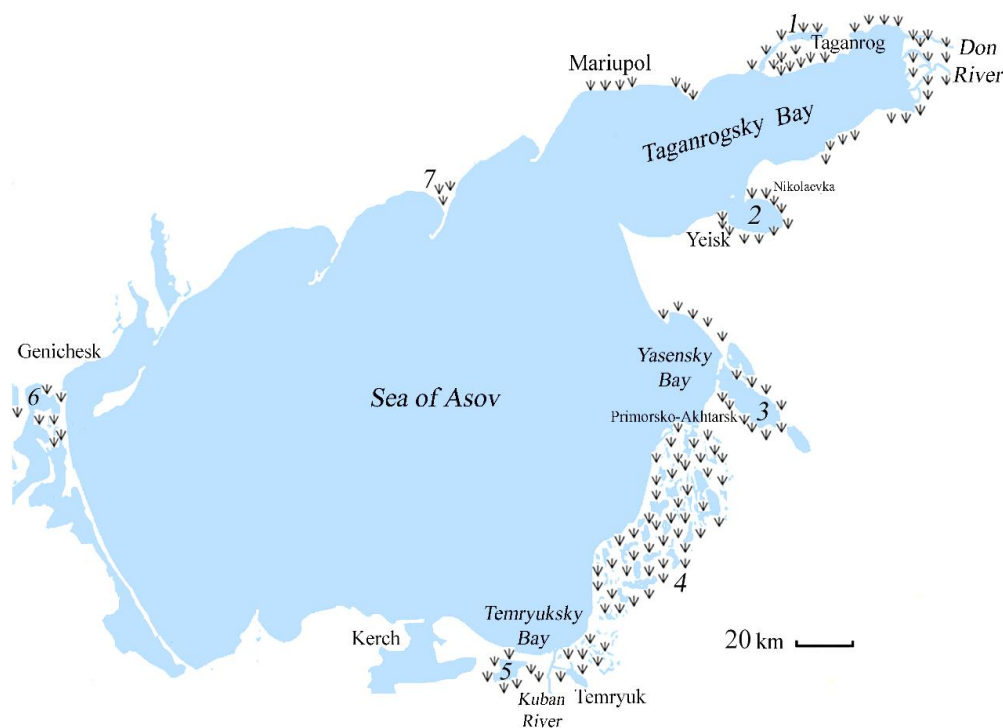 1
Taganrog
Don
River
Mariupol
Taganrogsky Bay
7
Nikolaevka
2
Yeisk
Genichesk
6
Yasensky
Bay
Sea of Asov
Primorsko-Akhtarsk
3
4
Temryuksky
Bay
Kerch
20 km
5
Kuban
River
Temryuk